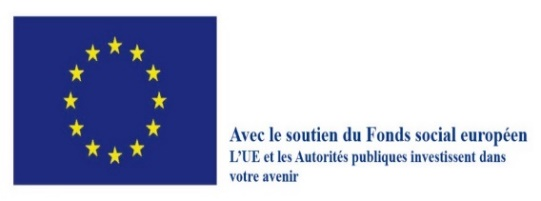 Avec le soutien du Fonds social européen
L'UE et les Autorités publiques investissent dans
votre avenir